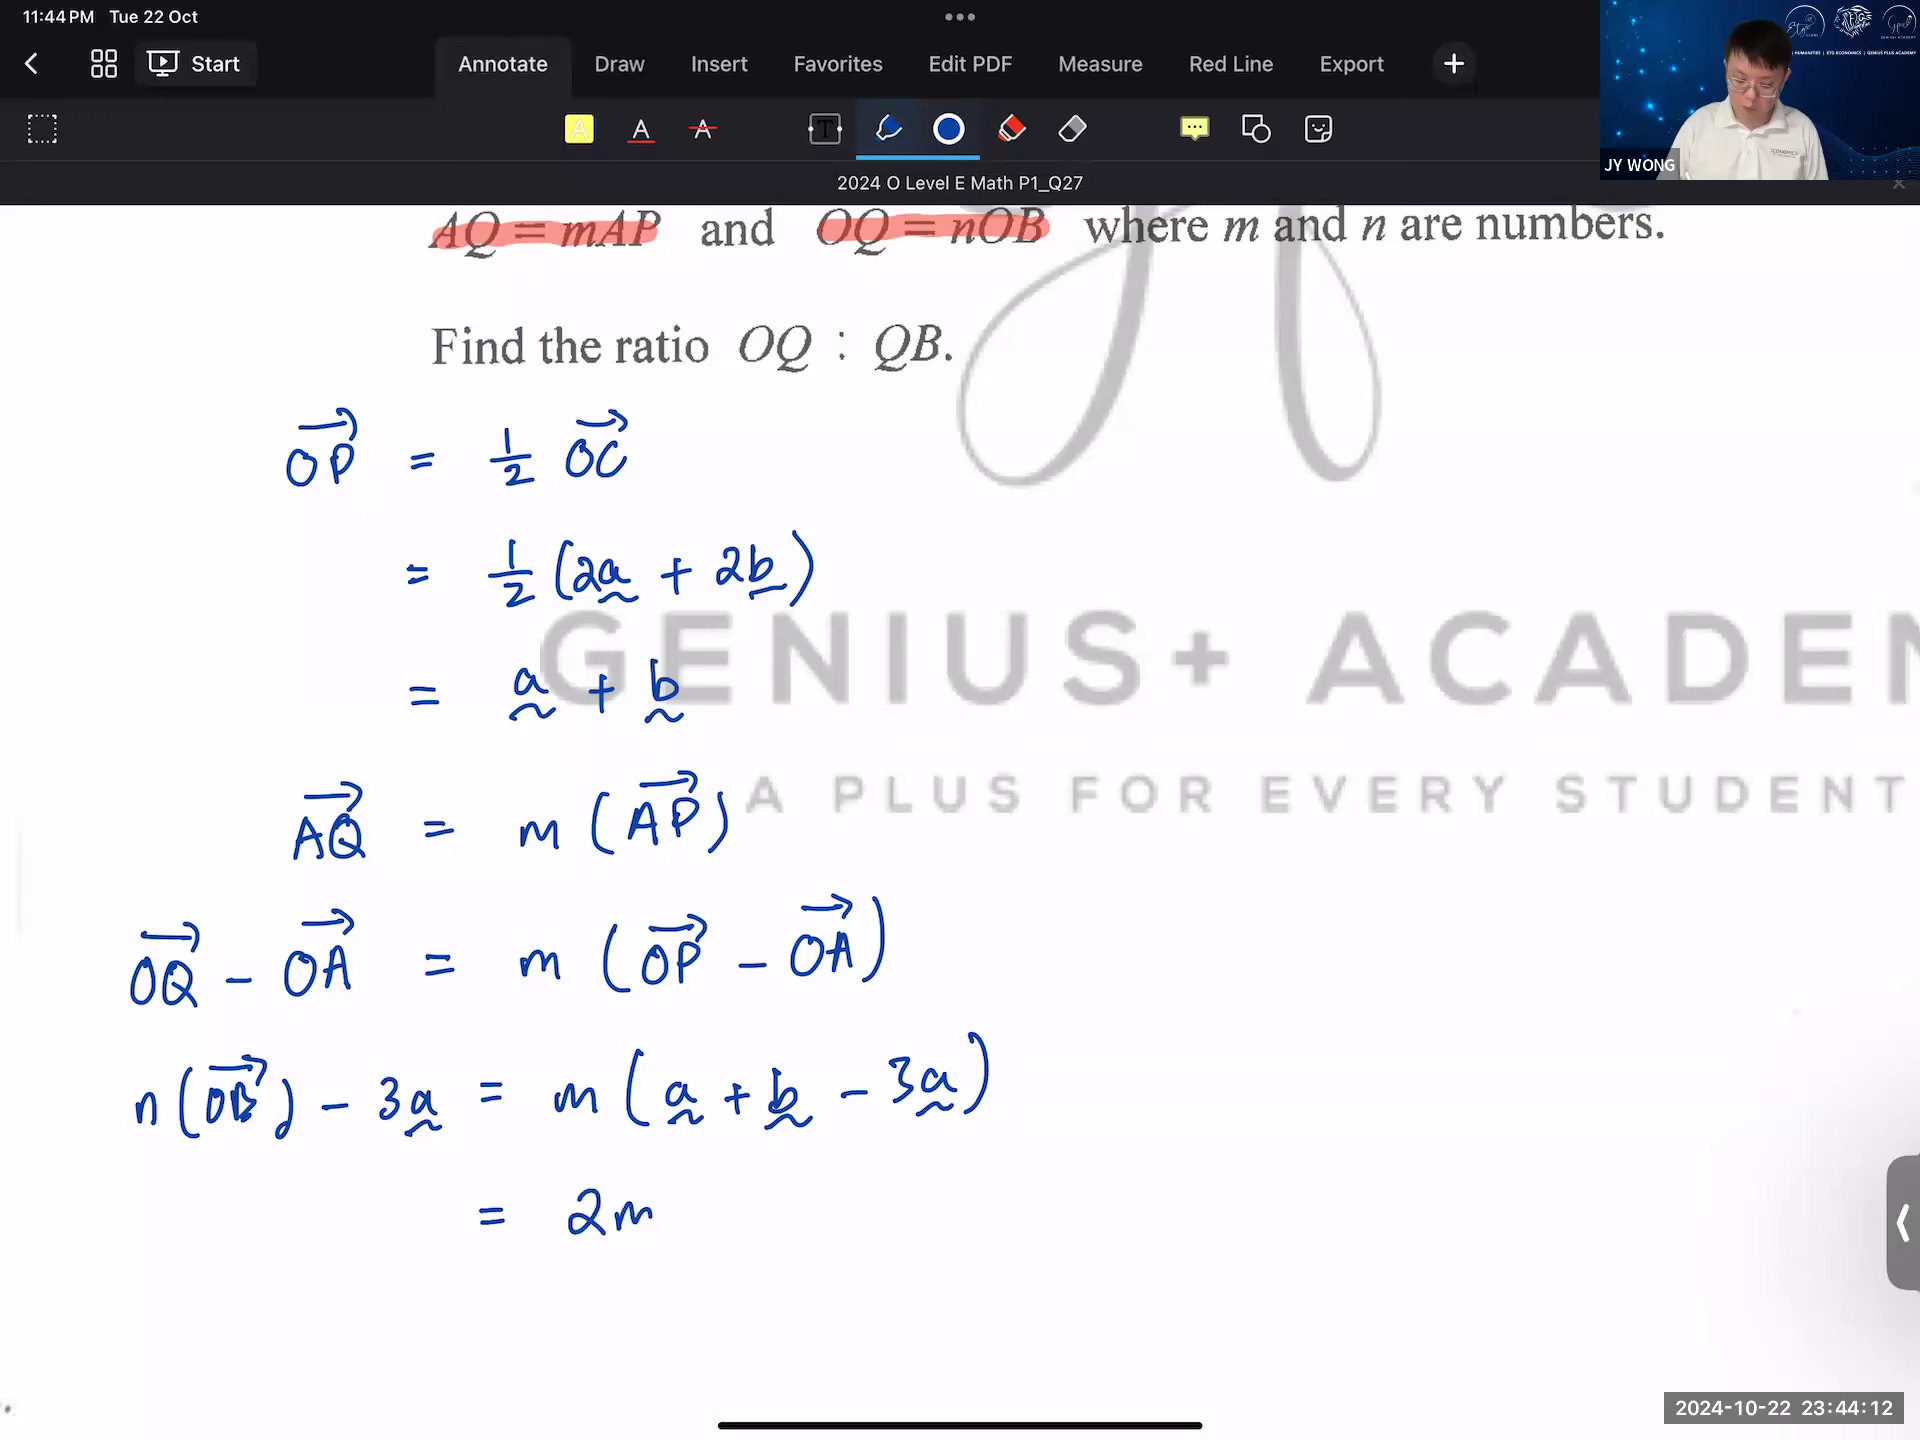 11:44 PM Tue 22 Oct
Start
Annotate Draw Insert Favorites Edit PDF Measure Red Line Export
A A A T
2024 O Level E Math P1_Q27
JY WONG
AQ = mAP and OQ = nOB where m and n are numbers.
Find the ratio OQ : QB.
GENIUS+ ACADEM
A PLUS FOR EVERY STUDENT
→OP = 1/2 →OC
= 1/2 (2a + 2b)
= a + b
→AQ = m (→AP)
→OQ − →OA = m (→OP − →OA)
n(→OB) − 3a = m (a + b − 3a)
= 2m
2024-10-22 23:44:12